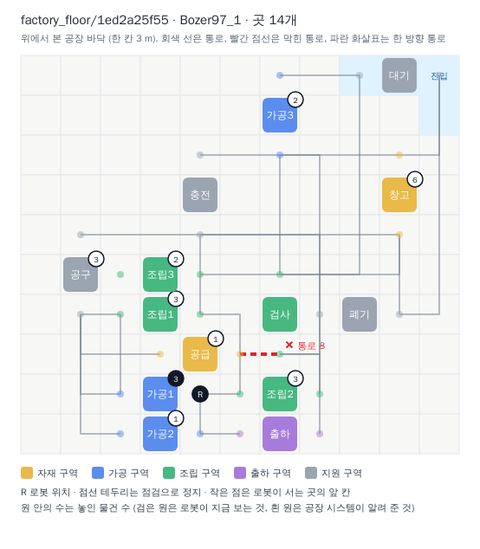 factory_floor/1ed2a25f55 · Bozer97_1 · 곳 14개
위에서 본 공장 바닥 (한 칸 3 m). 회색 선은 통로, 빨간 점선은 막힌 통로, 파란 화살표는 한 방향 통로
대기
전립
2
가공3
6
충전
창고
3
2
공구
조립3
3
조립1
검사
폐기
1
공급
통로 8
3
3
가공1
R
조립2
1
가공2
출하
자재 구역
가공 구역
조립 구역
출하 구역
지원 구역
R 로봇 위치 · 점선 테두리는 점검으로 정지 · 작은 점은 로봇이 서는 곳의 앞 칸
원 안의 수는 놓인 물건 수 (검은 원은 로봇이 지금 보는 것, 흰 원은 공장 시스템이 알려 준 것)